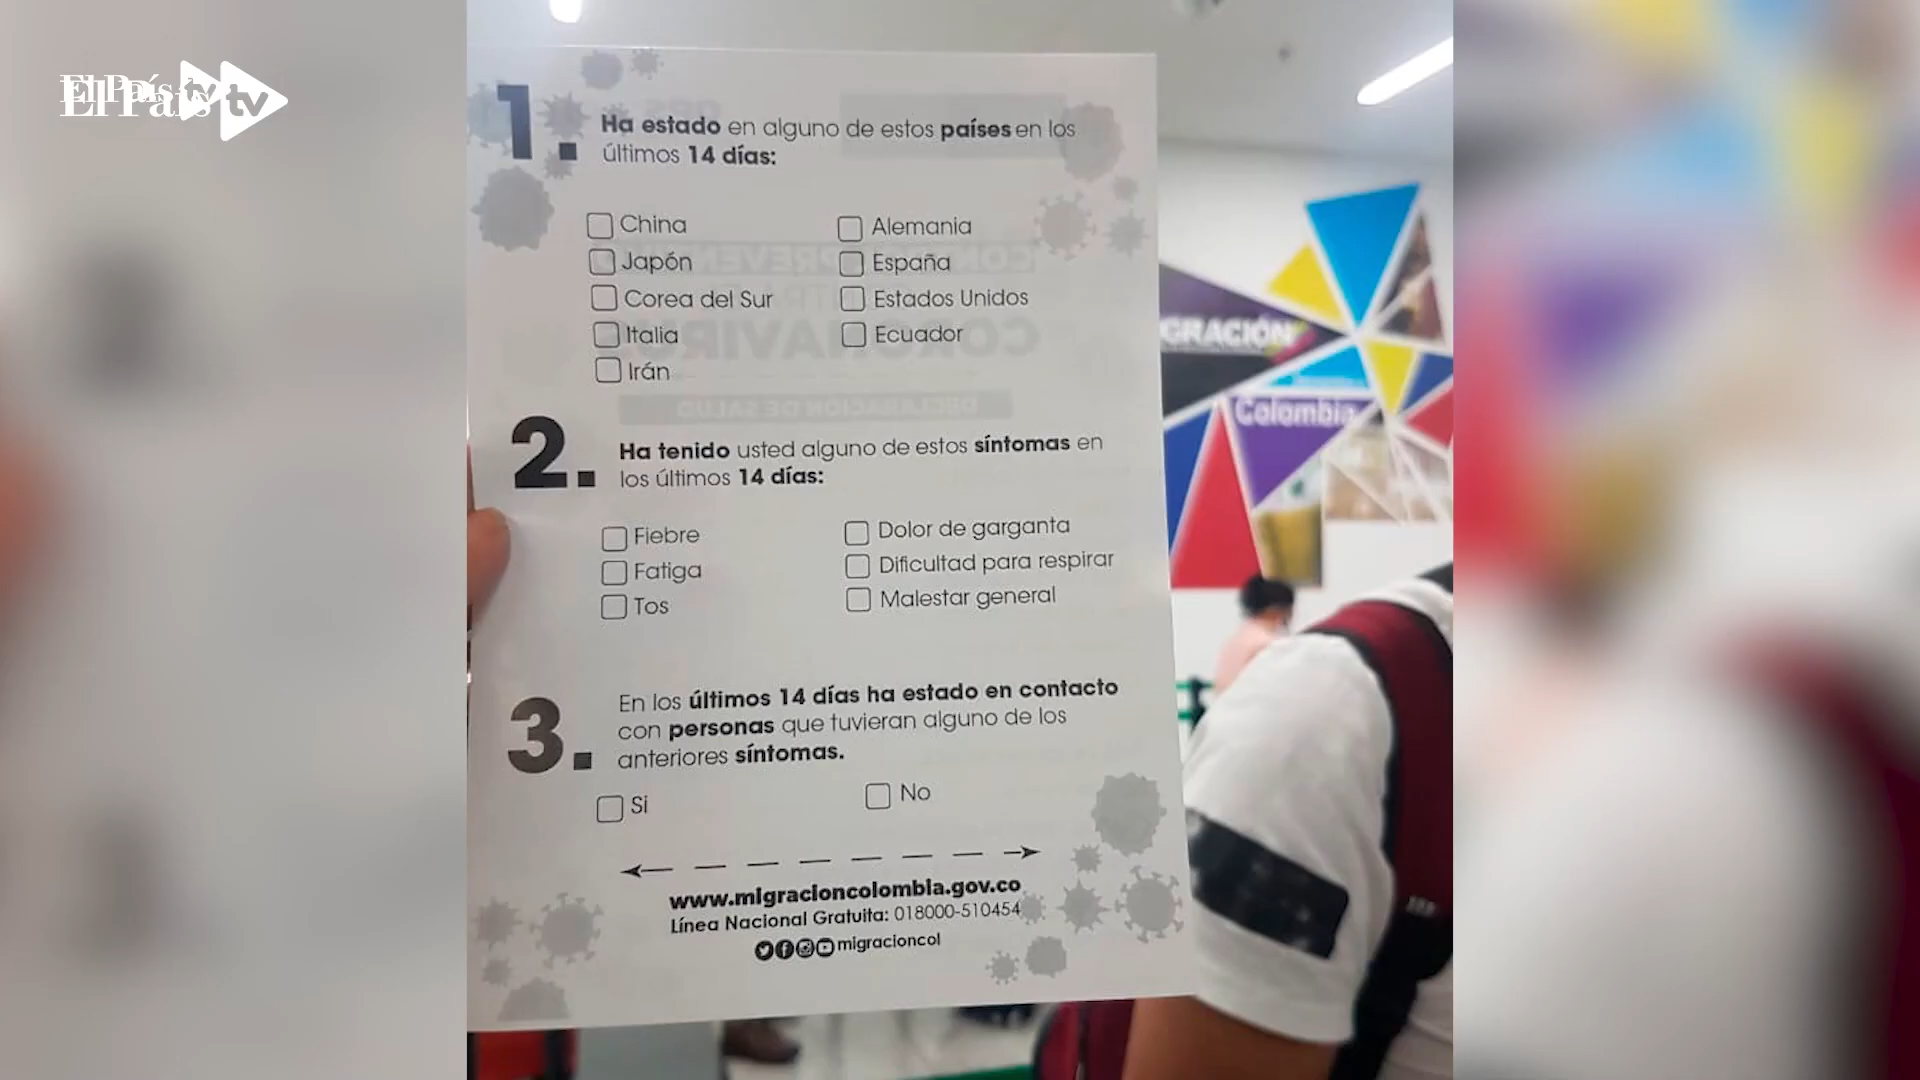 El País tv
1.
Ha estado en alguno de estos países en los
últimos 14 días:
China
Japón
Corea del Sur
Italia
Irán
Alemania
España
Estados Unidos
Ecuador
2.
Ha tenido usted alguno de estos síntomas en
los últimos 14 días:
Fiebre
Fatiga
Tos
Dolor de garganta
Dificultad para respirar
Malestar general
3.
En los últimos 14 días ha estado en contacto
con personas que tuvieran alguno de los
anteriores síntomas.
Si
No
www.migracioncolombia.gov.co
Línea Nacional Gratuita: 018000-510454
migracioncol
GRACIÓN
Colombia
CORONAVIRUS
DECLARACIÓN DE SALUD